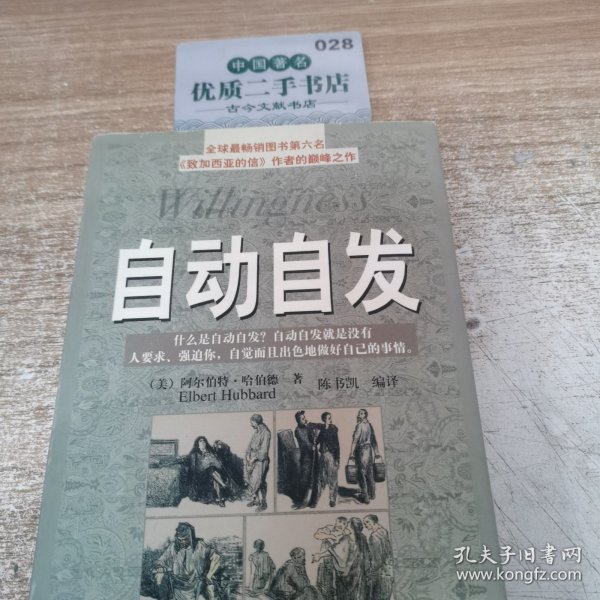 028
中国著名
优质二手书店
古今文献书店
全球最畅销图书第六名
《致加西亚的信》作者的巅峰之作
Willingness
自动自发
什么是自动自发？自动自发就是没有
人要求、强迫你，自觉而且出色地做好自己的事情。
（美）阿尔伯特·哈伯德 著 陈书凯 编译
Elbert Hubbard
孔夫子旧书网
www.kongfz.com